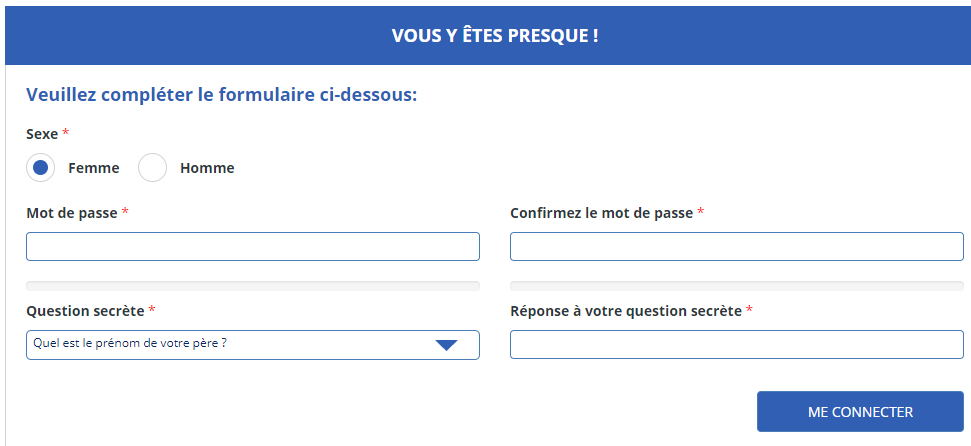 VOUS Y ÊTES PRESQUE !
Veuillez compléter le formulaire ci-dessous:
Sexe *
Femme Homme
Mot de passe * Confirmez le mot de passe *
Question secrète * Réponse à votre question secrète *
Quel est le prénom de votre père ?
ME CONNECTER